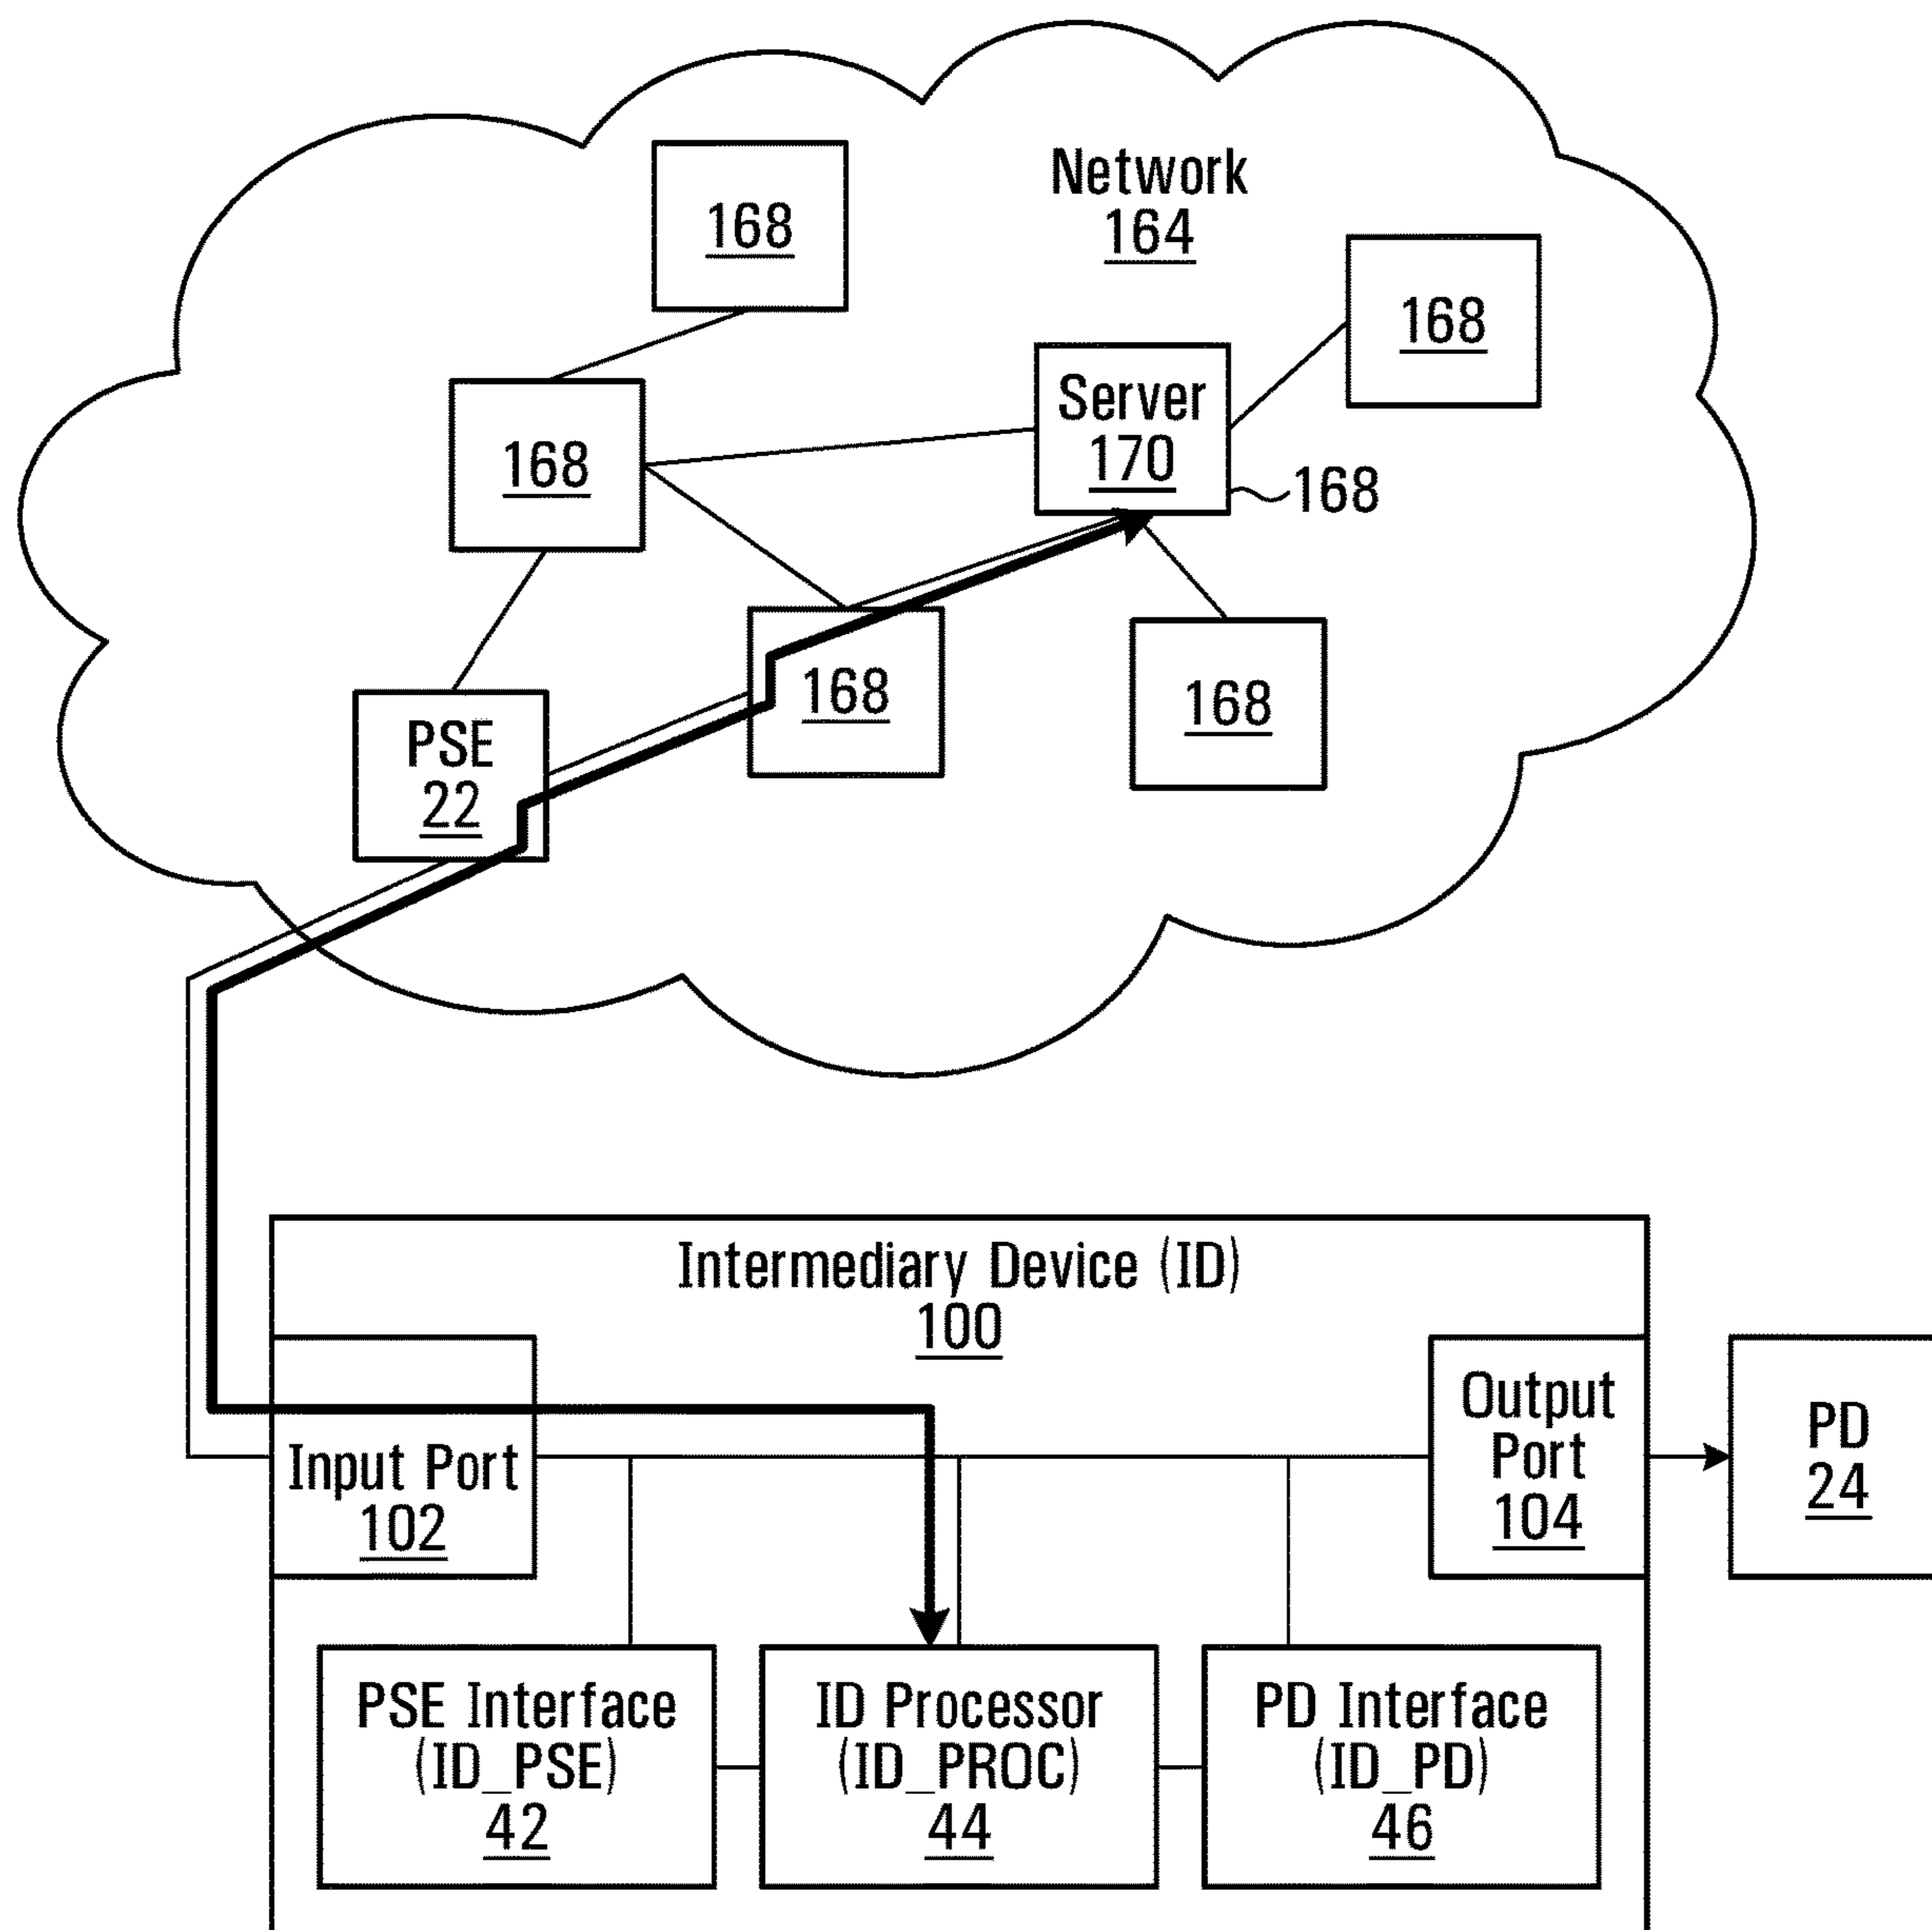 Network
164
168
168
Server
170
168
168
168
168
PSE
22
Intermediary Device (ID)
100
Input Port
102
Output
Port
104
PD
24
PSE Interface
(ID_PSE)
42
ID Processor
(ID_PROC)
44
PD Interface
(ID_PD)
46